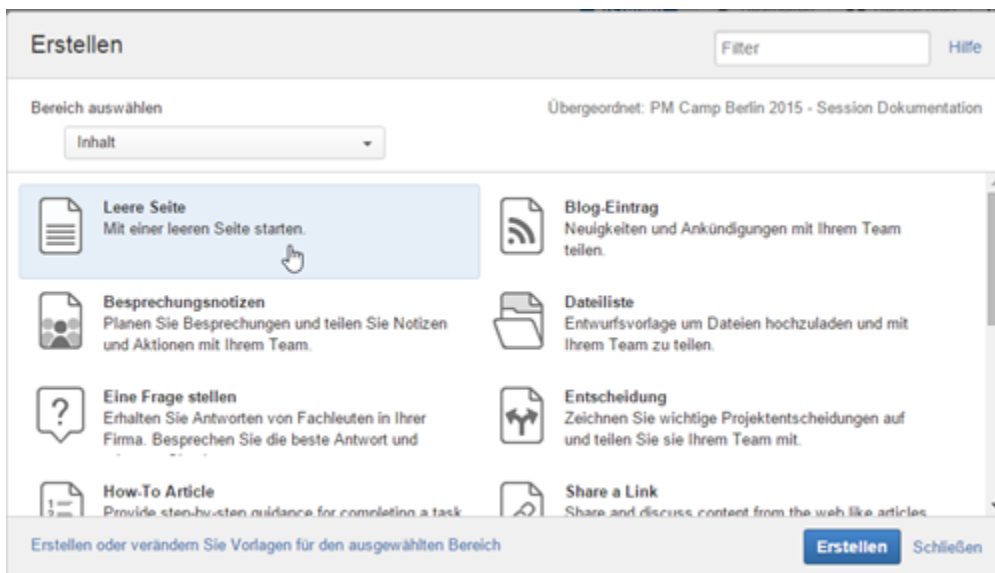 Erstellen
Filter
Hilfe
Bereich auswählen
Übergeordnet: PM Camp Berlin 2015 - Session Dokumentation
Inhalt
Leere Seite
Mit einer leeren Seite starten.
Blog-Eintrag
Neuigkeiten und Ankündigungen mit Ihrem Team
teilen.
Besprechungsnotizen
Planen Sie Besprechungen und teilen Sie Notizen
und Aktionen mit Ihrem Team.
Dateiliste
Entwurfsvorlage um Dateien hochzuladen und mit
Ihrem Team zu teilen.
Eine Frage stellen
Erhalten Sie Antworten von Fachleuten in Ihrer
Firma. Besprechen Sie die beste Antwort und
Entscheidung
Zeichnen Sie wichtige Projektentscheidungen auf
und teilen Sie sie Ihrem Team mit.
How-To Article
Provide step-by-step guidance for completing a task
Share a Link
Share and discuss content from the web like articles
Erstellen oder verändern Sie Vorlagen für den ausgewählten Bereich
Erstellen
Schließen